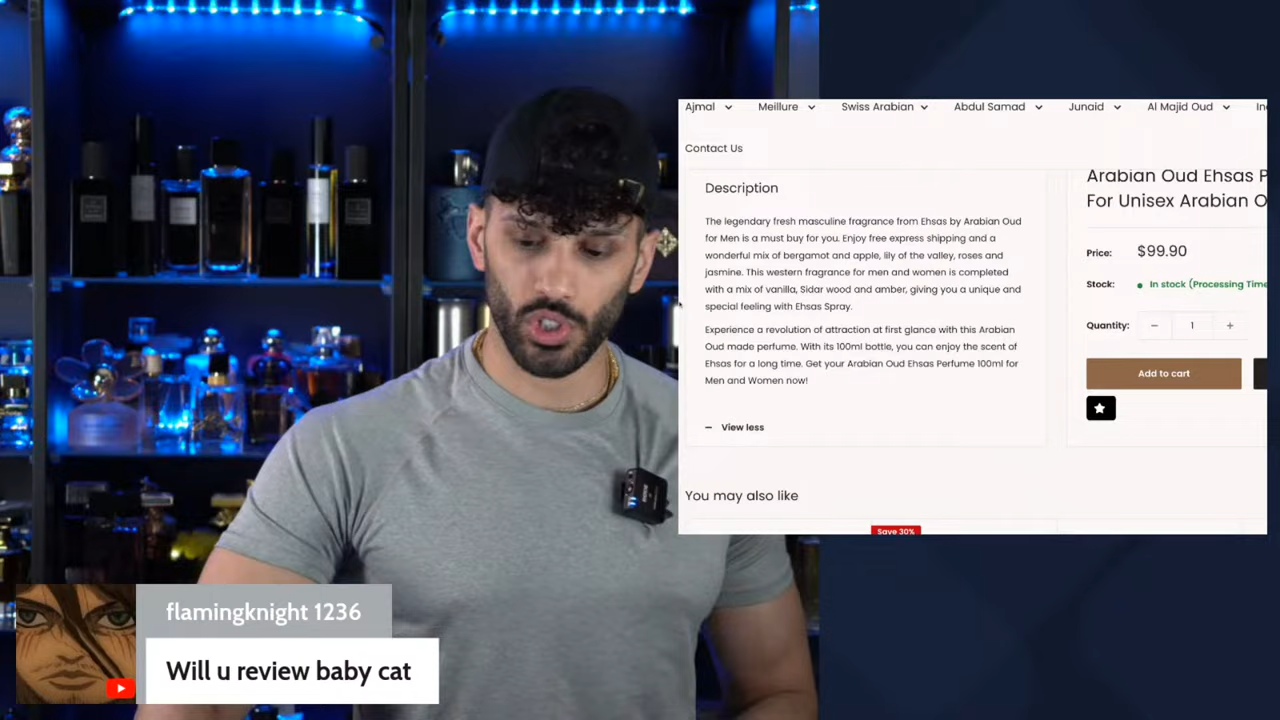 Ajmal Meillure Swiss Arabian Abdul Samad Junaid Al Majid Oud
Contact Us
Description
The legendary fresh masculine fragrance from Ehsas by Arabian Oud
for Men is a must buy for you. Enjoy free express shipping and a
wonderful mix of bergamot and apple, lily of the valley, roses and
jasmine. This western fragrance for men and women is completed
with a mix of vanilla, Sidar wood and amber, giving you a unique and
special feeling with Ehsas Spray.
Experience a revolution of attraction at first glance with this Arabian
Oud made perfume. With its 100ml bottle, you can enjoy the scent of
Ehsas for a long time. Get your Arabian Oud Ehsas Perfume 100ml for
Men and Women now!
− View less
Arabian Oud Ehsas P
For Unisex Arabian O
Price: $99.90
Stock: In stock (Processing Time
Quantity: − 1 +
Add to cart
You may also like
Save 30%
flamingknight 1236
Will u review baby cat